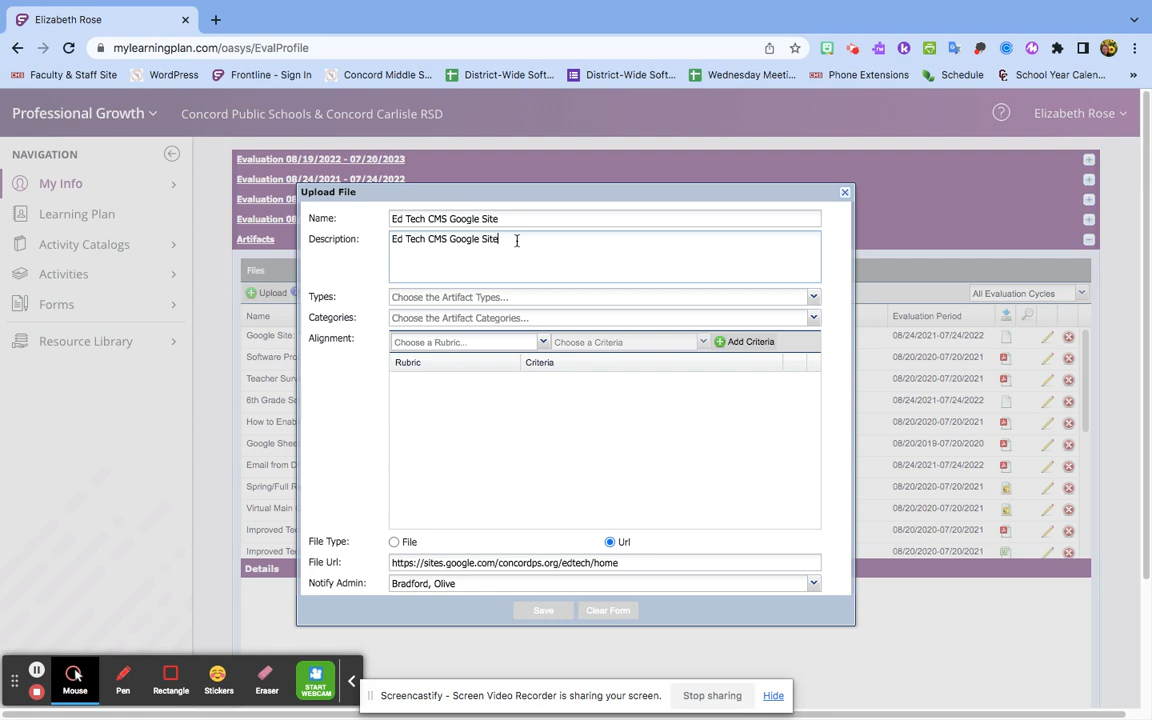 Elizabeth Rose
mylearningplan.com/oasys/EvalProfile
Faculty & Staff Site
WordPress
Frontline - Sign In
Concord Middle S...
District-Wide Soft...
District-Wide Soft...
Wednesday Meeti...
Phone Extensions
Schedule
School Year Calen...
Professional Growth
Concord Public Schools & Concord Carlisle RSD
Elizabeth Rose
NAVIGATION
My Info
Learning Plan
Activity Catalogs
Activities
Forms
Resource Library
Evaluation 08/19/2022 - 07/20/2023
Evaluation 08/24/2021 - 07/24/2022
Evaluation 08/
Evaluation 08/
Artifacts
Files
Upload
All Evaluation Cycles
Name
Evaluation Period
Google Site:
08/24/2021-07/24/2022
Software Pro
08/20/2020-07/20/2021
Teacher Surv
08/20/2020-07/20/2021
6th Grade So
08/24/2021-07/24/2022
How to Enab
08/20/2020-07/20/2021
Google Shee
08/20/2019-07/20/2020
Email from D
08/24/2021-07/24/2022
Spring/Full R
08/20/2020-07/20/2021
Virtual Main O
08/20/2020-07/20/2021
Improved Tec
08/20/2020-07/20/2021
Improved Tec
08/20/2020-07/20/2021
Details
Upload File
Name:
Ed Tech CMS Google Site
Description:
Ed Tech CMS Google Site
Types:
Choose the Artifact Types...
Categories:
Choose the Artifact Categories...
Alignment:
Choose a Rubric...
Choose a Criteria
Add Criteria
Rubric
Criteria
File Type:
File
Url
File Url:
https://sites.google.com/concordps.org/edtech/home
Notify Admin:
Bradford, Olive
Save
Clear Form
Mouse
Pen
Rectangle
Stickers
Eraser
START
WEBCAM
Screencastify - Screen Video Recorder is sharing your screen.
Stop sharing
Hide